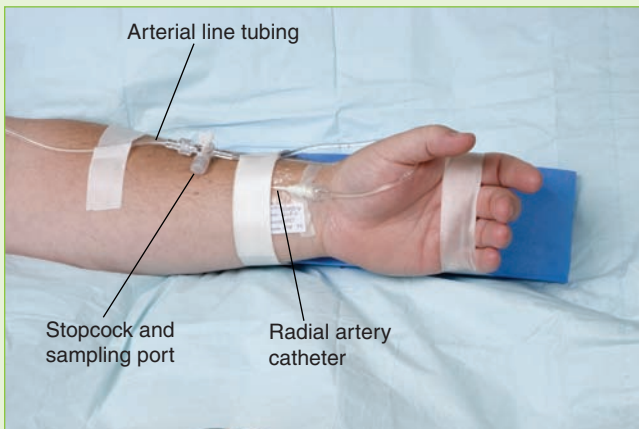 Arterial line tubing
Stopcock and
sampling port
Radial artery
catheter